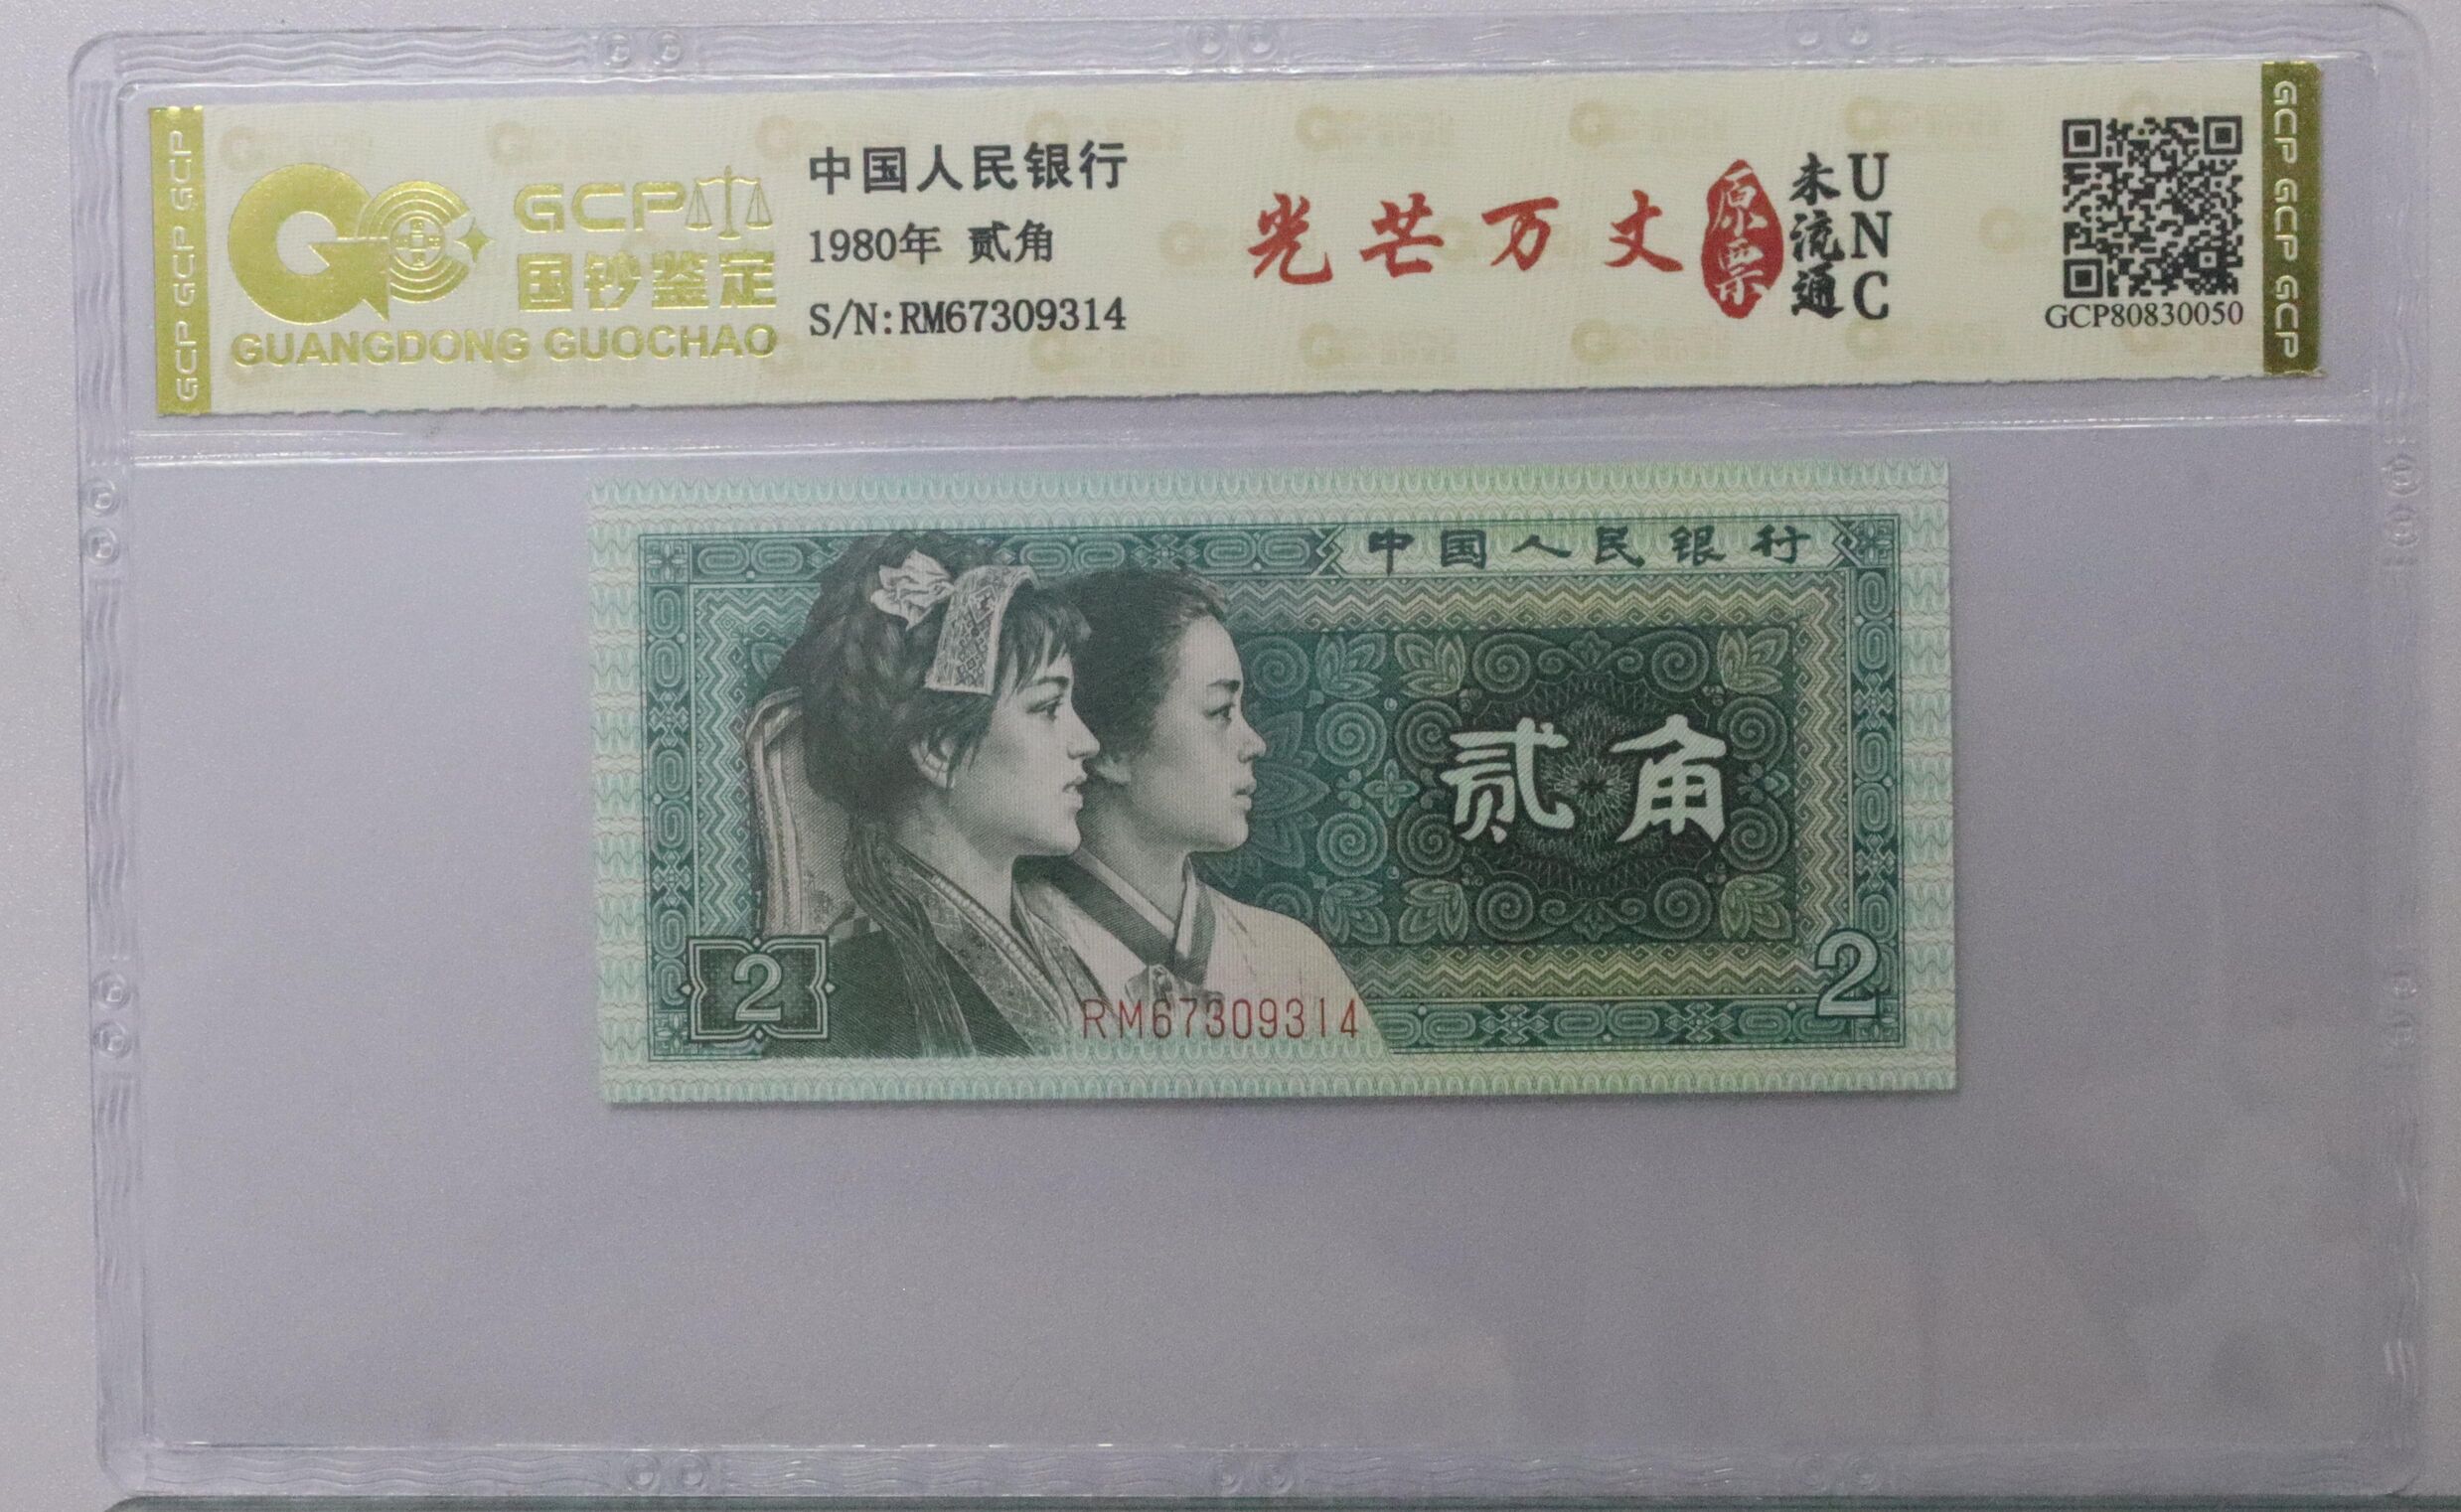 GCP GCP GCP
GCP
国钞鉴定
GUANGDONG GUOCHAO
中国人民银行
1980年 贰角
S/N:RM67309314
光芒万丈
原票
未流通
UNC
GCP80830050
GCP GCP GCP
中国人民银行
贰角
2
RM67309314
2